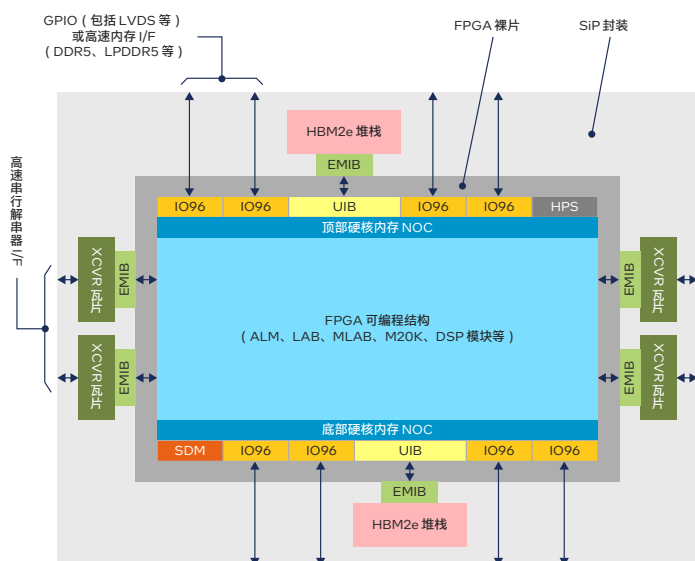 GPIO（包括 LVDS 等）
或高速内存 I/F
（DDR5、LPDDR5 等）
FPGA 裸片
SiP 封装
HBM2e 堆栈
EMIB
IO96
IO96
UIB
IO96
IO96
HPS
顶部硬核内存 NOC
高速串行解串器 I/F
XCVR 瓦片
EMIB
EMIB
XCVR 瓦片
FPGA 可编程结构
（ALM、LAB、MLAB、M20K、DSP 模块等）
XCVR 瓦片
EMIB
EMIB
XCVR 瓦片
底部硬核内存 NOC
SDM
IO96
IO96
UIB
IO96
IO96
EMIB
HBM2e 堆栈